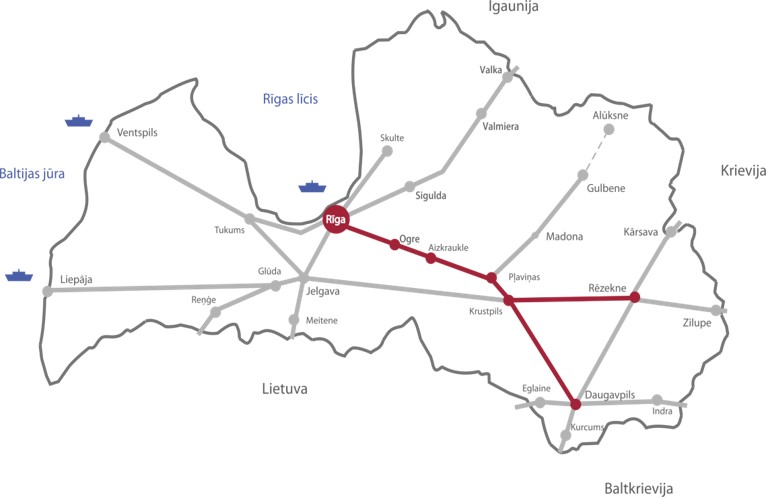 Igaunija
Valka
Rīgas līcis
Alūksne
Ventspils
Valmiera
Skulte
Baltijas jūra
Krievija
Gulbene
Sigulda
Rīga
Tukums
Ogre
Madona
Kārsava
Aizkraukle
Glūda
Pļaviņas
Liepāja
Jelgava
Rēzekne
Reņģe
Krustpils
Meitene
Zilupe
Lietuva
Eglaine
Daugavpils
Indra
Kurcums
Baltkrievija